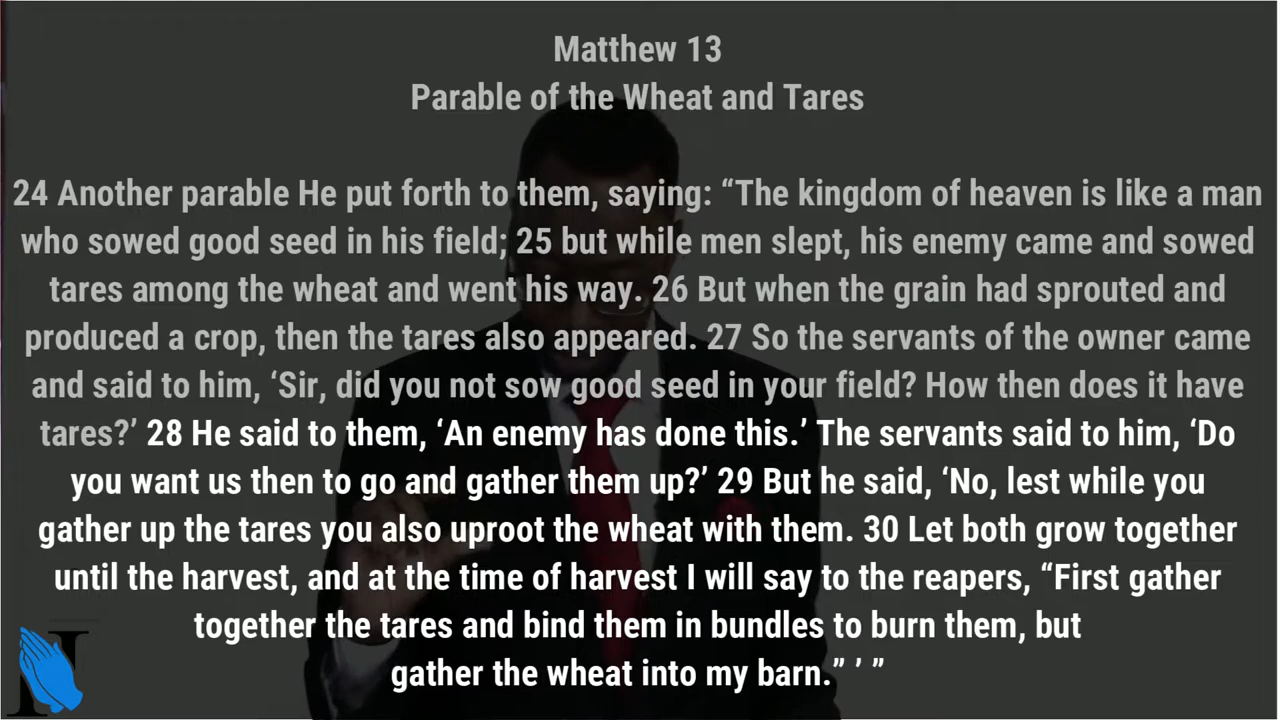 Matthew 13
Parable of the Wheat and Tares
24 Another parable He put forth to them, saying: “The kingdom of heaven is like a man
who sowed good seed in his field; 25 but while men slept, his enemy came and sowed
tares among the wheat and went his way. 26 But when the grain had sprouted and
produced a crop, then the tares also appeared. 27 So the servants of the owner came
and said to him, ‘Sir, did you not sow good seed in your field? How then does it have
tares?’ 28 He said to them, ‘An enemy has done this.’ The servants said to him, ‘Do
you want us then to go and gather them up?’ 29 But he said, ‘No, lest while you
gather up the tares you also uproot the wheat with them. 30 Let both grow together
until the harvest, and at the time of harvest I will say to the reapers, “First gather
together the tares and bind them in bundles to burn them, but
gather the wheat into my barn.” ’ ”